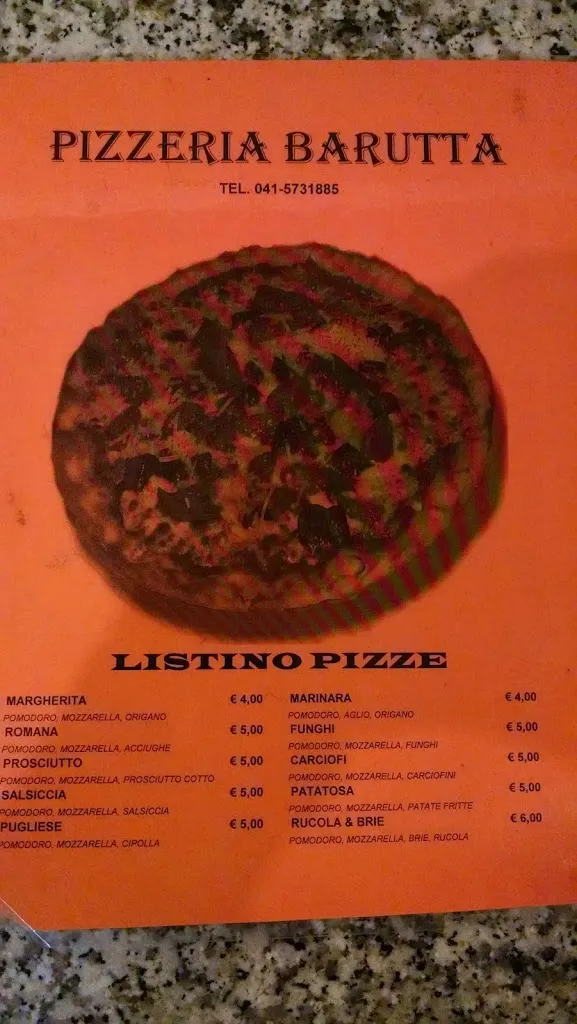 PIZZERIA BARUTTA
TEL. 041-5731885
LISTINO PIZZE
MARGHERITA € 4,00
POMODORO, MOZZARELLA, ORIGANO
ROMANA € 5,00
POMODORO, MOZZARELLA, ACCIUGHE
PROSCIUTTO € 5,00
POMODORO, MOZZARELLA, PROSCIUTTO COTTO
SALSICCIA € 5,00
POMODORO, MOZZARELLA, SALSICCIA
PUGLIESE € 5,00
POMODORO, MOZZARELLA, CIPOLLA
MARINARA € 4,00
POMODORO, AGLIO, ORIGANO
FUNGHI € 5,00
POMODORO, MOZZARELLA, FUNGHI
CARCIOFI € 5,00
POMODORO, MOZZARELLA, CARCIOFINI
PATATOSA € 5,00
POMODORO, MOZZARELLA, PATATE FRITTE
RUCOLA & BRIE € 6,00
POMODORO, MOZZARELLA, BRIE, RUCOLA